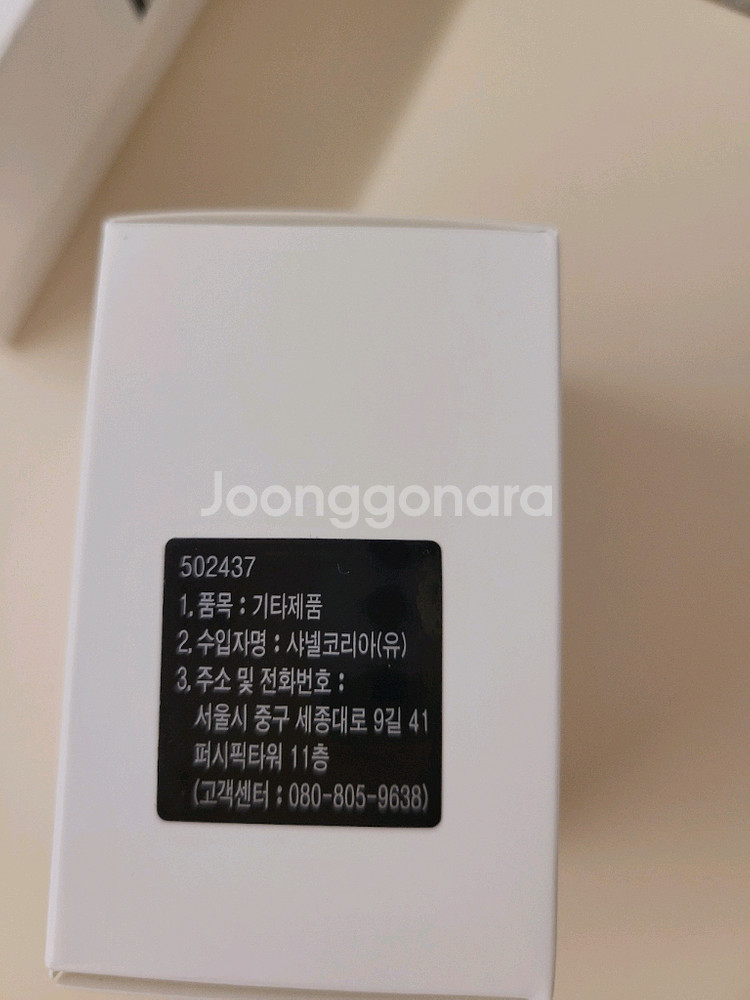 Joonggonara
502437
1. 품목 : 기타제품
2. 수입자명 : 샤넬코리아(유)
3. 주소 및 전화번호 :
서울시 중구 세종대로 9길 41
퍼시픽타워 11층
(고객센터 : 080-805-9638)